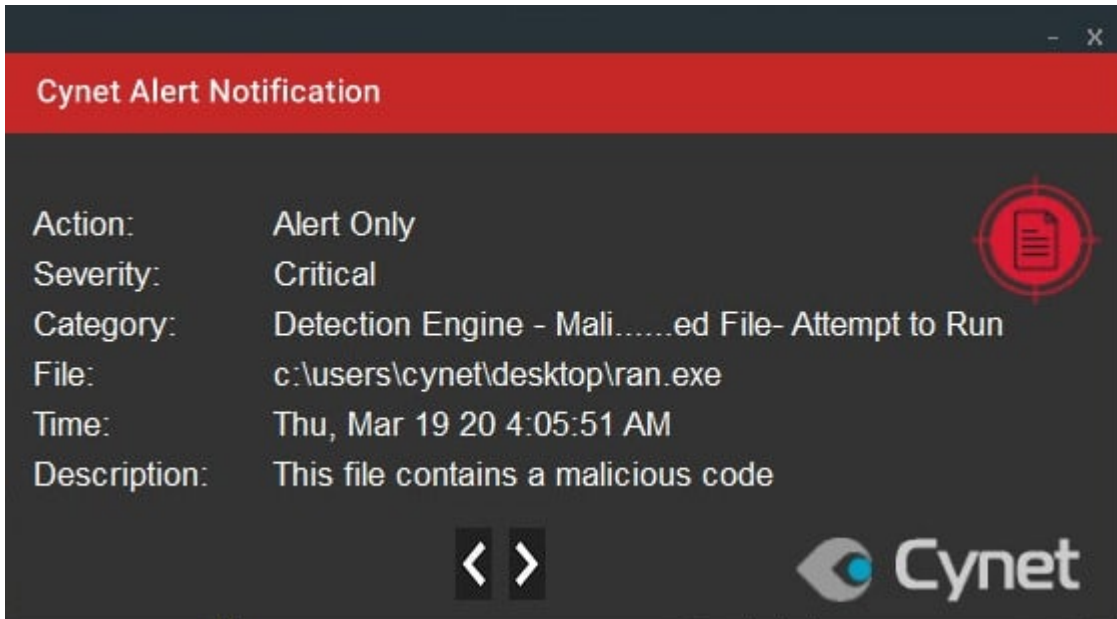 Cynet Alert Notification
Action: Alert Only
Severity: Critical
Category: Detection Engine - Mali......ed File- Attempt to Run
File: c:\users\cynet\desktop\ran.exe
Time: Thu, Mar 19 20 4:05:51 AM
Description: This file contains a malicious code
Cynet